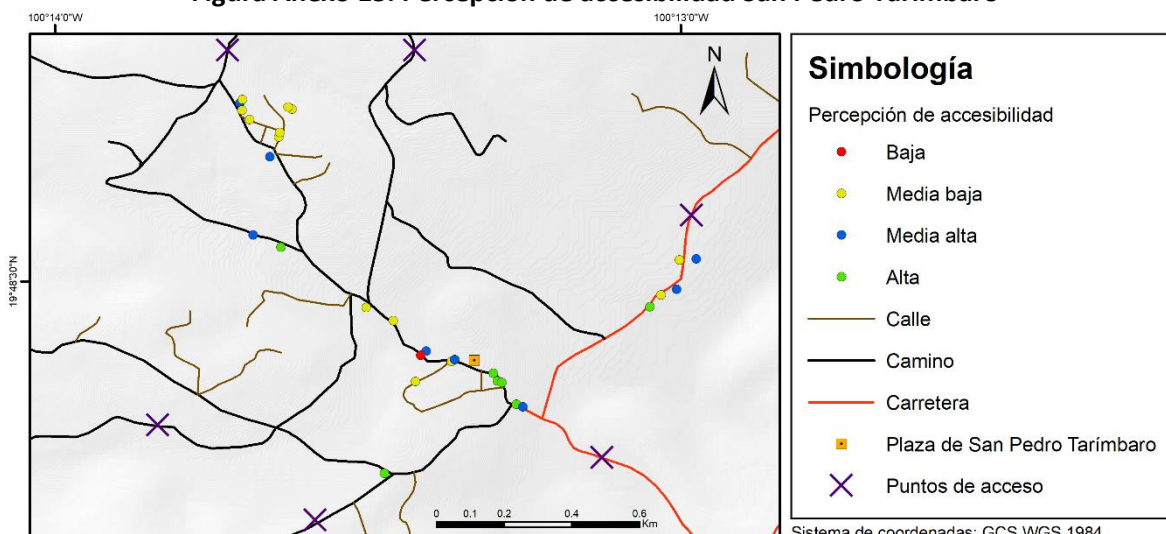 Figura Anexo 13. Percepción de accesibilidad San Pedro Tarímbaro
100°14'0"W
100°13'0"W
19°48'30"N
N
0 0.1 0.2 0.4 0.6
Km
Simbología
Percepción de accesibilidad
Baja
Media baja
Media alta
Alta
Calle
Camino
Carretera
Plaza de San Pedro Tarímbaro
Puntos de acceso
Sistema de coordenadas: GCS WGS 1984